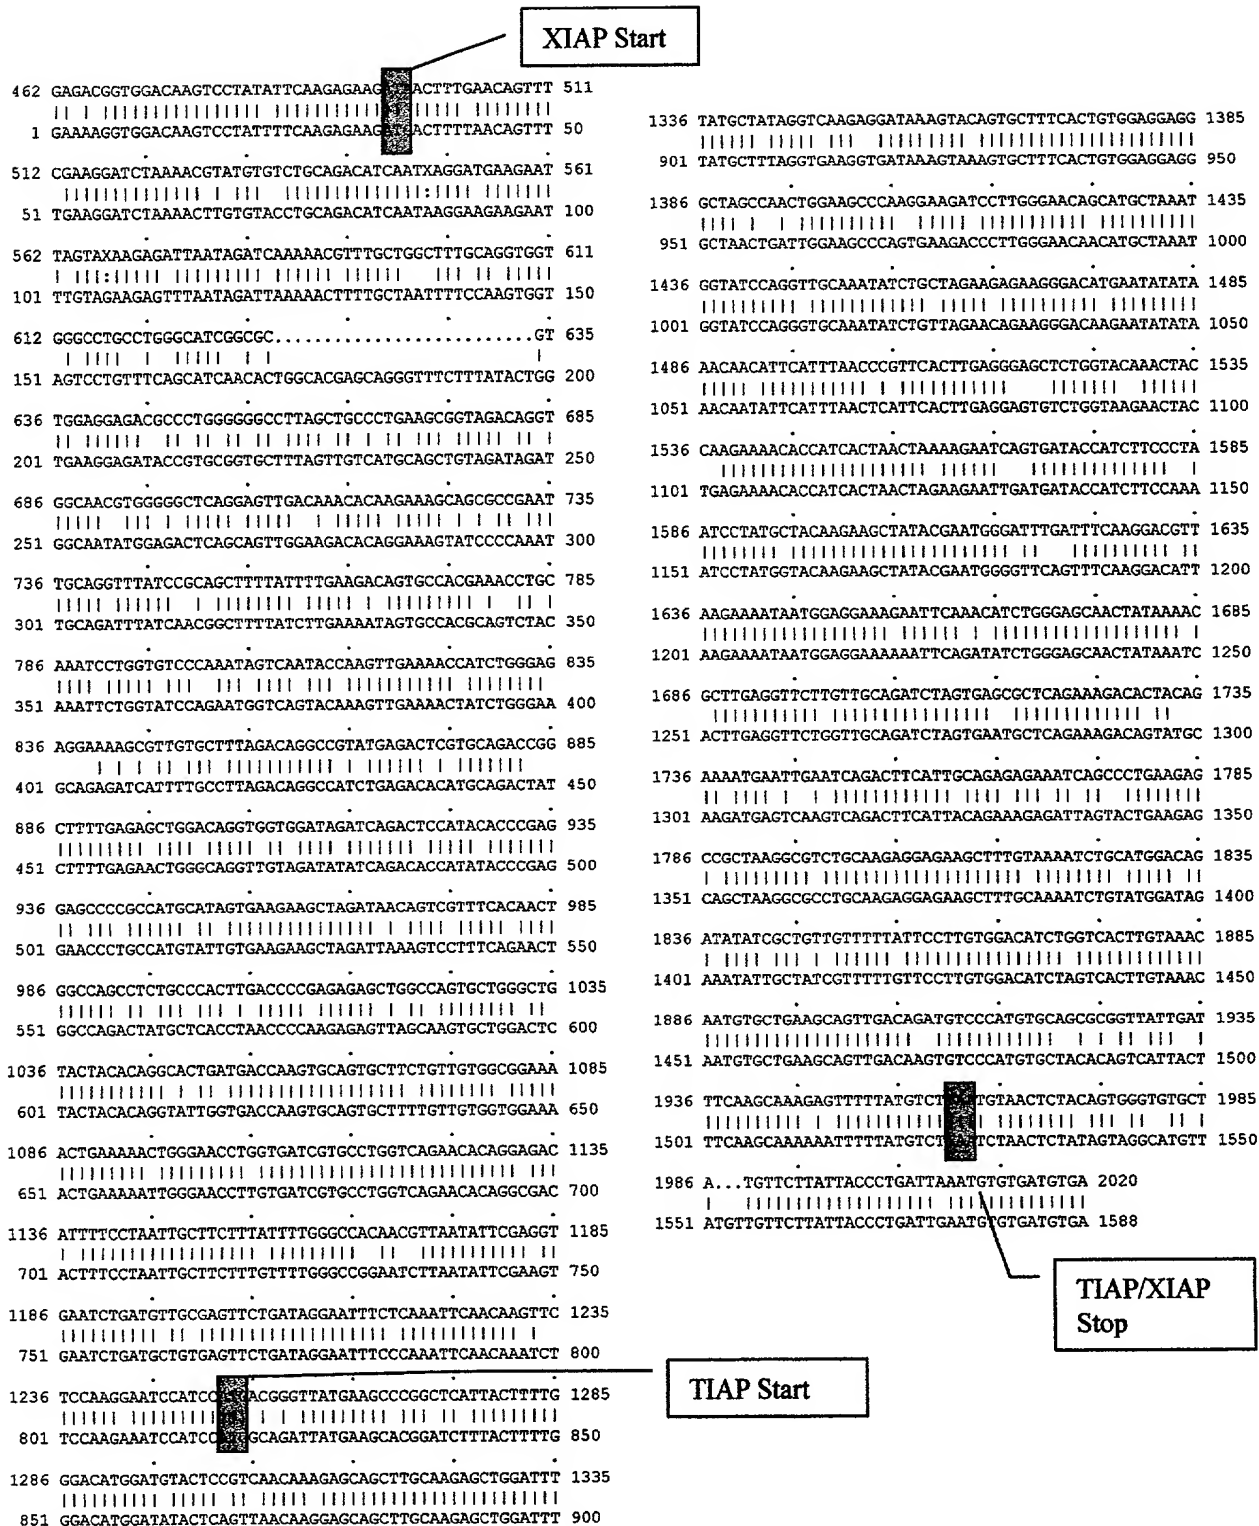 XIAP Start
462 GAGACGGTGGACAAGTCCTATATTCAAGAGAAG ACTTTGAACAGTTT 511
1 GAAAAGGTGGACAAGTCCTATTTTCAAGAGAAG ACTTTTAACAGTTT 50
512 CGAAGGATCTAAAACGTATGTGTCTGCAGACATCAATXAGGATGAAGAAT 561
51 TGAAGGATCTAAAACTTGTGTACCTGCAGACATCAATAAGGAAGAAGAAT 100
562 TAGTAXAAGAGATTAATAGATCAAAAACGTTTGCTGGCTTTGCAGGTGGT 611
101 TTGTAGAAGAGTTTAATAGATTAAAAACTTTTGCTAATTTTCCAAGTGGT 150
612 GGGCCTGCCTGGGCATCGGCGC..........................GT 635
151 AGTCCTGTTTCAGCATCAACACTGGCACGAGCAGGGTTTCTTTATACTGG 200
636 TGGAGGAGACGCCCTGGGGGGCCTTAGCTGCCCTGAAGCGGTAGACAGGT 685
201 TGAAGGAGATACCGTGCGGTGCTTTAGTTGTCATGCAGCTGTAGATAGAT 250
686 GGCAACGTGGGGGCTCAGGAGTTGACAAACACAAGAAAGCAGCGCCGAAT 735
251 GGCAATATGGAGACTCAGCAGTTGGAAGACACAGGAAAGTATCCCCAAAT 300
736 TGCAGGTTTATCCGCAGCTTTTATTTTGAAGACAGTGCCACGAAACCTGC 785
301 TGCAGATTTATCAACGGCTTTTATCTTGAAAATAGTGCCACGCAGTCTAC 350
786 AAATCCTGGTGTCCCAAATAGTCAATACCAAGTTGAAAACCATCTGGGAG 835
351 AAATTCTGGTATCCAGAATGGTCAGTACAAAGTTGAAAACTATCTGGGAA 400
836 AGGAAAAGCGTTGTGCTTTAGACAGGCCGTATGAGACTCGTGCAGACCGG 885
401 GCAGAGATCATTTTGCCTTAGACAGGCCATCTGAGACACATGCAGACTAT 450
886 CTTTTGAGAGCTGGACAGGTGGTGGATAGATCAGACTCCATACACCCGAG 935
451 CTTTTGAGAACTGGGCAGGTTGTAGATATATCAGACACCATATACCCGAG 500
936 GAGCCCCGCCATGCATAGTGAAGAAGCTAGATAACAGTCGTTTCACAACT 985
501 GAACCCTGCCATGTATTGTGAAGAAGCTAGATTAAAGTCCTTTCAGAACT 550
986 GGCCAGCCTCTGCCCACTTGACCCCGAGAGAGCTGGCCAGTGCTGGGCTG 1035
551 GGCCAGACTATGCTCACCTAACCCCAAGAGAGTTAGCAAGTGCTGGACTC 600
1036 TACTACACAGGCACTGATGACCAAGTGCAGTGCTTCTGTTGTGGCGGAAA 1085
601 TACTACACAGGTATTGGTGACCAAGTGCAGTGCTTTTGTTGTGGTGGAAA 650
1086 ACTGAAAAACTGGGAACCTGGTGATCGTGCCTGGTCAGAACACAGGAGAC 1135
651 ACTGAAAAATTGGGAACCTTGTGATCGTGCCTGGTCAGAACACAGGCGAC 700
1136 ATTTTCCTAATTGCTTCTTTATTTTGGGCCACAACGTTAATATTCGAGGT 1185
701 ACTTTCCTAATTGCTTCTTTGTTTTGGGCCGGAATCTTAATATTCGAAGT 750
1186 GAATCTGATGTTGCGAGTTCTGATAGGAATTTCTCAAATTCAACAAGTTC 1235
751 GAATCTGATGCTGTGAGTTCTGATAGGAATTTCCCAAATTCAACAAATCT 800
1236 TCCAAGGAATCCATCC ACGGGTTATGAAGCCCGGCTCATTACTTTTG 1285
801 TCCAAGAAATCCATCC GCAGATTATGAAGCACGGATCTTTACTTTTG 850
TIAP Start
1286 GGACATGGATGTACTCCGTCAACAAAGAGCAGCTTGCAAGAGCTGGATTT 1335
851 GGACATGGATATACTCAGTTAACAAGGAGCAGCTTGCAAGAGCTGGATTT 900
1336 TATGCTATAGGTCAAGAGGATAAAGTACAGTGCTTTCACTGTGGAGGAGG 1385
901 TATGCTTTAGGTGAAGGTGATAAAGTAAAGTGCTTTCACTGTGGAGGAGG 950
1386 GCTAGCCAACTGGAAGCCCAAGGAAGATCCTTGGGAACAGCATGCTAAAT 1435
951 GCTAACTGATTGGAAGCCCAGTGAAGACCCTTGGGAACAACATGCTAAAT 1000
1436 GGTATCCAGGTTGCAAATATCTGCTAGAAGAGAAGGGACATGAATATATA 1485
1001 GGTATCCAGGGTGCAAATATCTGTTAGAACAGAAGGGACAAGAATATATA 1050
1486 AACAACATTCATTTAACCCGTTCACTTGAGGGAGCTCTGGTACAAACTAC 1535
1051 AACAATATTCATTTAACTCATTCACTTGAGGAGTGTCTGGTAAGAACTAC 1100
1536 CAAGAAAACACCATCACTAACTAAAAGAATCAGTGATACCATCTTCCCTA 1585
1101 TGAGAAAACACCATCACTAACTAGAAGAATTGATGATACCATCTTCCAAA 1150
1586 ATCCTATGCTACAAGAAGCTATACGAATGGGATTTGATTTCAAGGACGTT 1635
1151 ATCCTATGGTACAAGAAGCTATACGAATGGGGTTCAGTTTCAAGGACATT 1200
1636 AAGAAAATAATGGAGGAAAGAATTCAAACATCTGGGAGCAACTATAAAAC 1685
1201 AAGAAAATAATGGAGGAAAAAATTCAGATATCTGGGAGCAACTATAAATC 1250
1686 GCTTGAGGTTCTTGTTGCAGATCTAGTGAGCGCTCAGAAAGACACTACAG 1735
1251 ACTTGAGGTTCTGGTTGCAGATCTAGTGAATGCTCAGAAAGACAGTATGC 1300
1736 AAAATGAATTGAATCAGACTTCATTGCAGAGAGAAATCAGCCCTGAAGAG 1785
1301 AAGATGAGTCAAGTCAGACTTCATTACAGAAAGAGATTAGTACTGAAGAG 1350
1786 CCGCTAAGGCGTCTGCAAGAGGAGAAGCTTTGTAAAATCTGCATGGACAG 1835
1351 CAGCTAAGGCGCCTGCAAGAGGAGAAGCTTTGCAAAATCTGTATGGATAG 1400
1836 ATATATCGCTGTTGTTTTTATTCCTTGTGGACATCTGGTCACTTGTAAAC 1885
1401 AAATATTGCTATCGTTTTTGTTCCTTGTGGACATCTAGTCACTTGTAAAC 1450
1886 AATGTGCTGAAGCAGTTGACAGATGTCCCATGTGCAGCGCGGTTATTGAT 1935
1451 AATGTGCTGAAGCAGTTGACAAGTGTCCCATGTGCTACACAGTCATTACT 1500
1936 TTCAAGCAAAGAGTTTTTATGTCT TGTAACTCTACAGTGGGTGTGCT 1985
1501 TTCAAGCAAAAAATTTTTATGTCT TCTAACTCTATAGTAGGCATGTT 1550
1986 A...TGTTCTTATTACCCTGATTAAATGTGTGATGTGA 2020
1551 ATGTTGTTCTTATTACCCTGATTGAATGTGTGATGTGA 1588
TIAP/XIAP
Stop